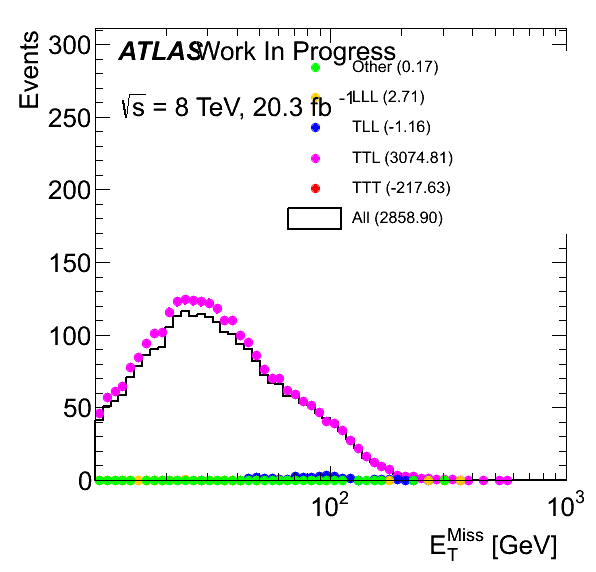 Events
ATLAS Work In Progress
√s = 8 TeV, 20.3 fb -1
Other (0.17)
LLL (2.71)
TLL (-1.16)
TTL (3074.81)
TTT (-217.63)
All (2858.90)
300
250
200
150
100
50
0
10²
10³
E_T^Miss [GeV]